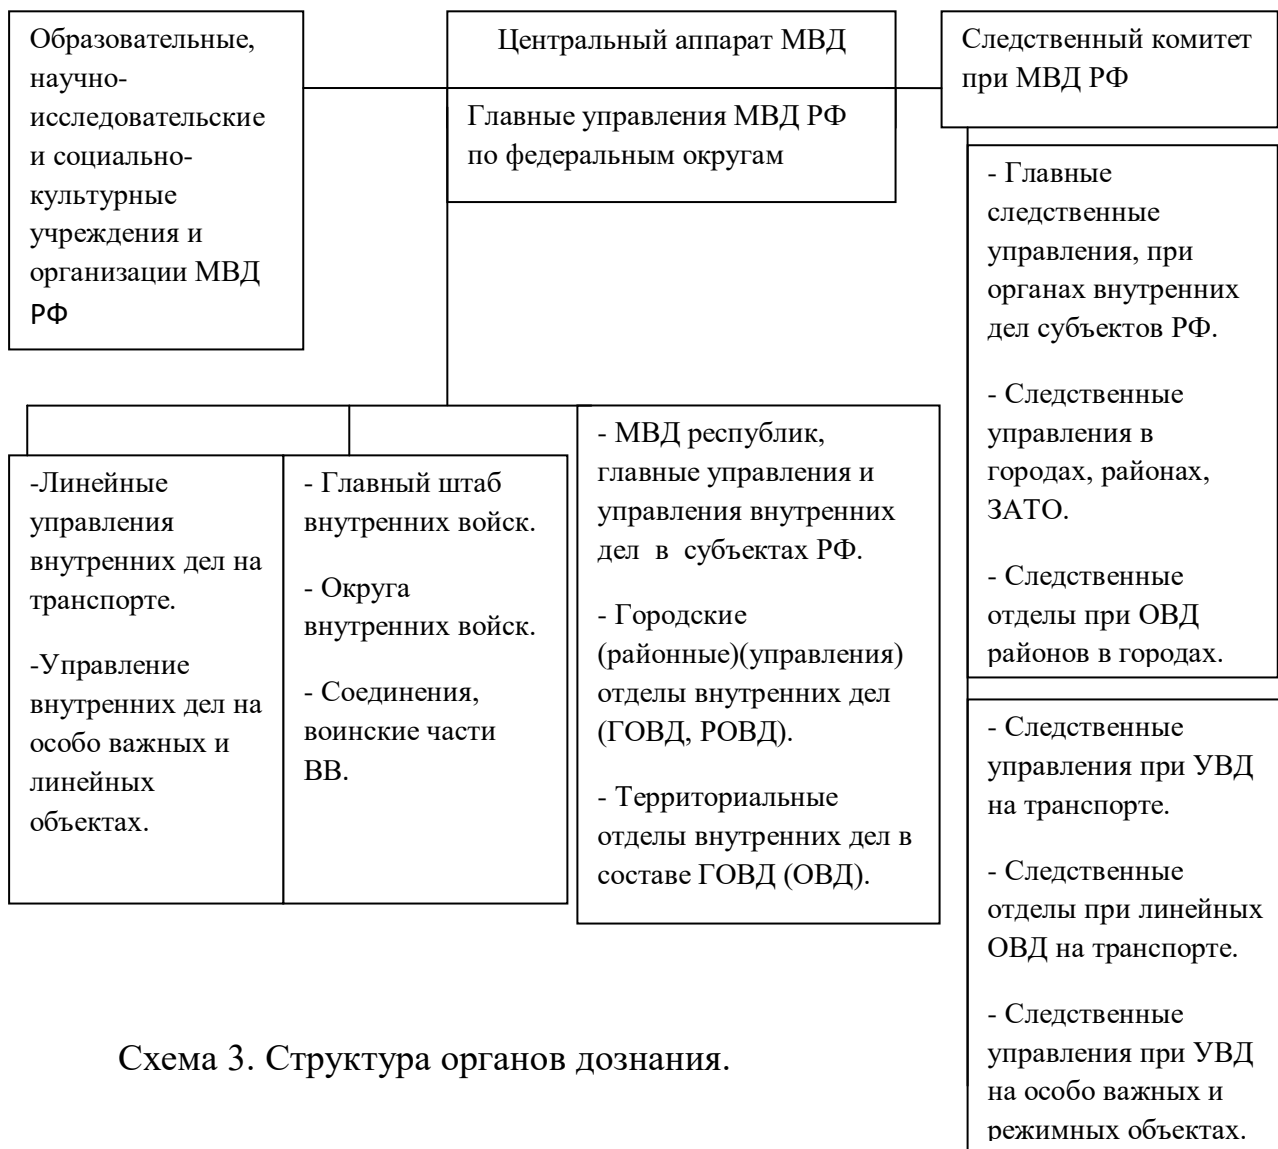 Образовательные,
научно-
исследовательские
и социально-
культурные
учреждения и
организации МВД
РФ
Центральный аппарат МВД
Главные управления МВД РФ
по федеральным округам
Следственный комитет
при МВД РФ
- Главные
следственные
управления, при
органах внутренних
дел субъектов РФ.
- Следственные
управления в
городах, районах,
ЗАТО.
- Следственные
отделы при ОВД
районов в городах.
-Линейные
управления
внутренних дел на
транспорте.
-Управление
внутренних дел на
особо важных и
линейных
объектах.
- Главный штаб
внутренних войск.
- Округа
внутренних войск.
- Соединения,
воинские части
ВВ.
- МВД республик,
главные управления и
управления внутренних
дел в субъектах РФ.
- Городские
(районные)(управления)
отделы внутренних дел
(ГОВД, РОВД).
- Территориальные
отделы внутренних дел в
составе ГОВД (ОВД).
- Следственные
управления при УВД
на транспорте.
- Следственные
отделы при линейных
ОВД на транспорте.
- Следственные
управления при УВД
на особо важных и
режимных объектах.
Схема 3. Структура органов дознания.